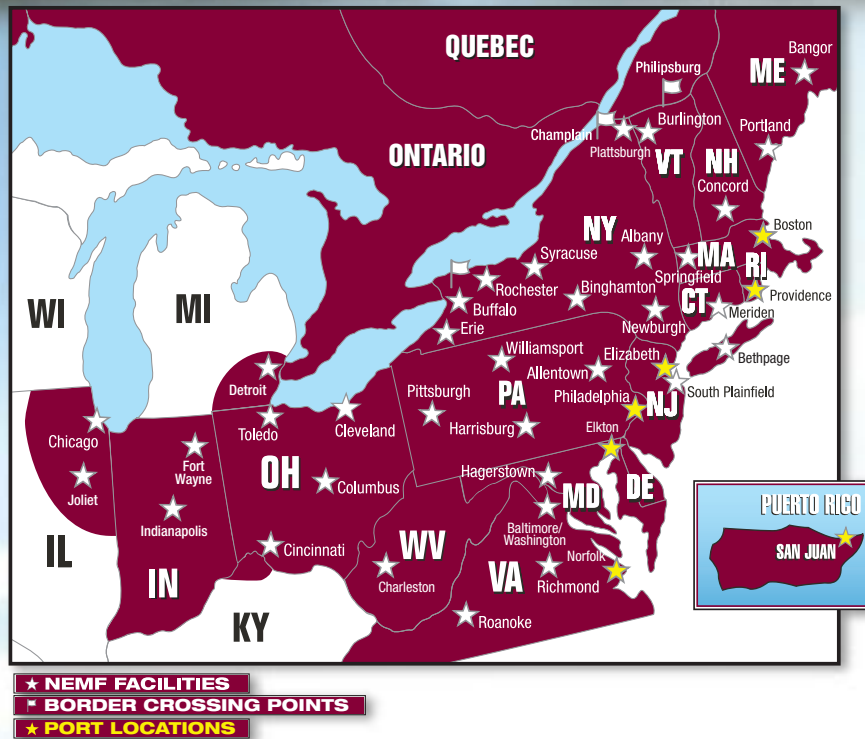 QUEBEC
Bangor
ME
Philipsburg
Champlain
Plattsburgh
Burlington
Portland
ONTARIO
VT
NH
Concord
NY
Albany
Boston
Syracuse
MA
Springfield
RI
Rochester
Binghamton
CT
Providence
Buffalo
Meriden
Newburgh
WI
MI
Erie
Williamsport
Elizabeth
Bethpage
Detroit
Allentown
South Plainfield
Pittsburgh
PA
Philadelphia
NJ
Chicago
Toledo
Cleveland
Harrisburg
Elkton
Fort
Wayne
OH
Hagerstown
Joliet
Columbus
MD
DE
Indianapolis
Baltimore/
Washington
PUERTO RICO
SAN JUAN
IL
Cincinnati
WV
Norfolk
IN
Charleston
VA
Richmond
KY
Roanoke
NEMF FACILITIES
BORDER CROSSING POINTS
PORT LOCATIONS